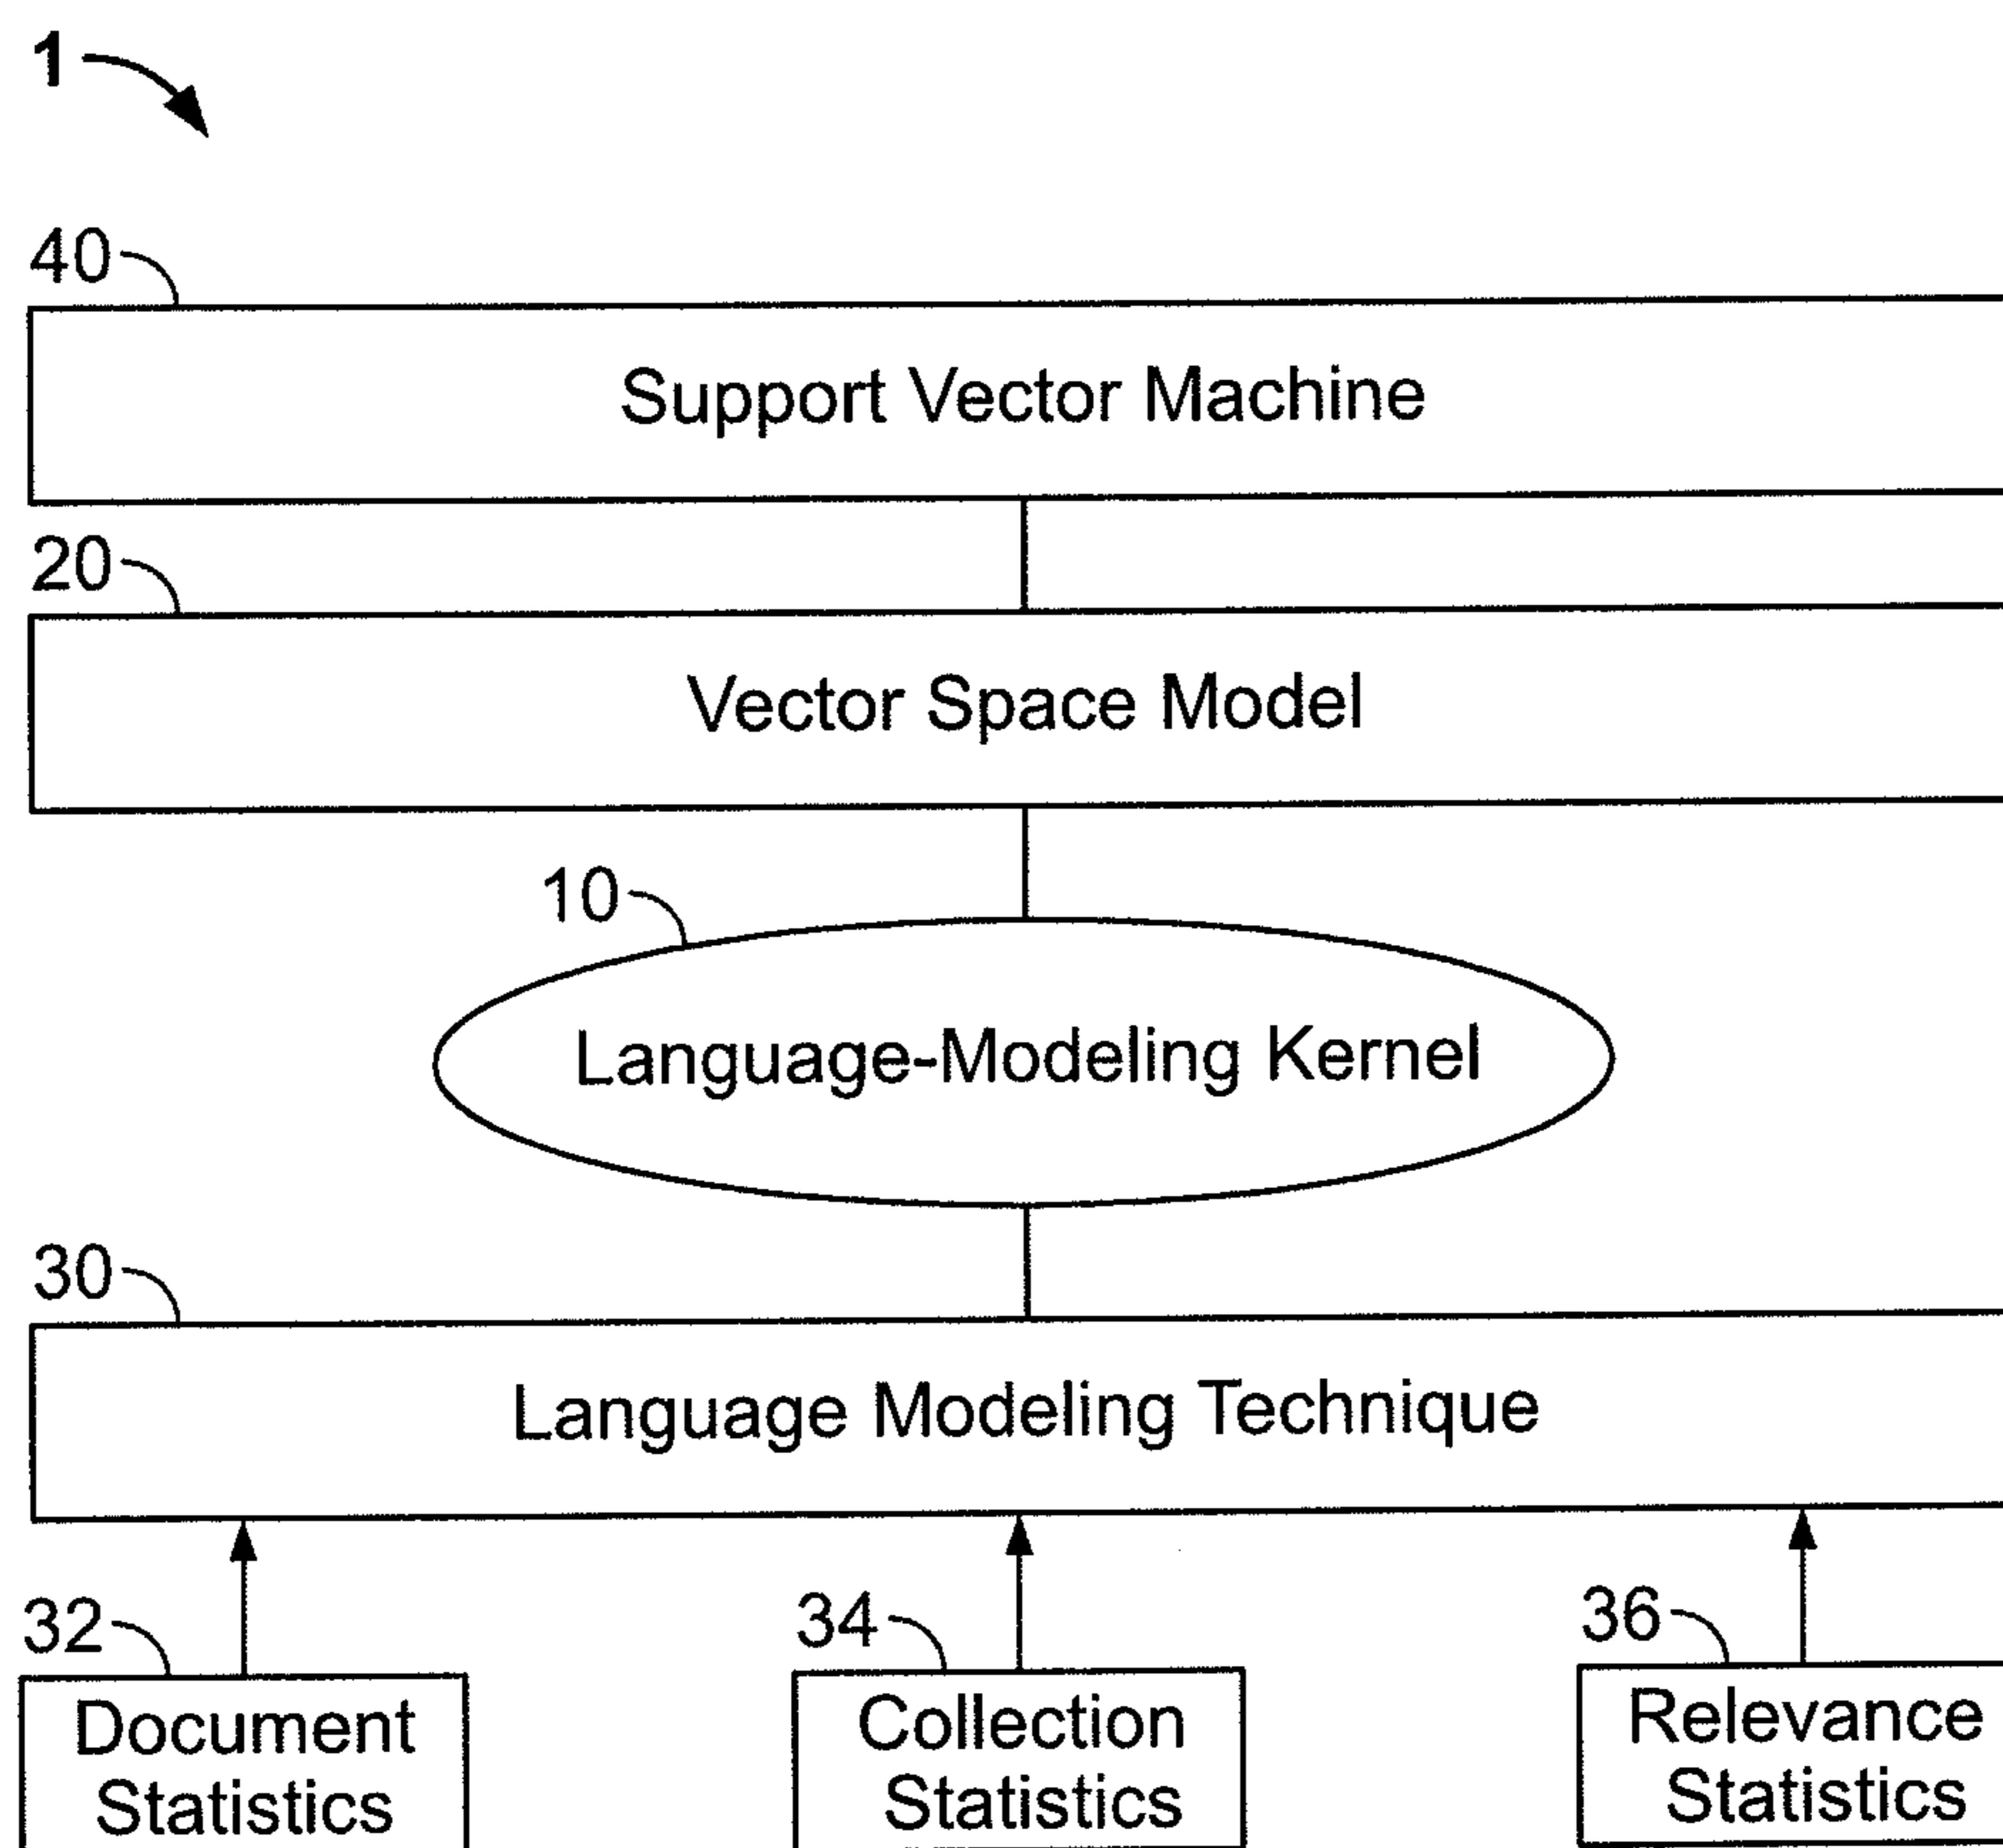 1
40
Support Vector Machine
20
Vector Space Model
10
Language-Modeling Kernel
30
Language Modeling Technique
32
34
36
Document
Statistics
Collection
Statistics
Relevance
Statistics